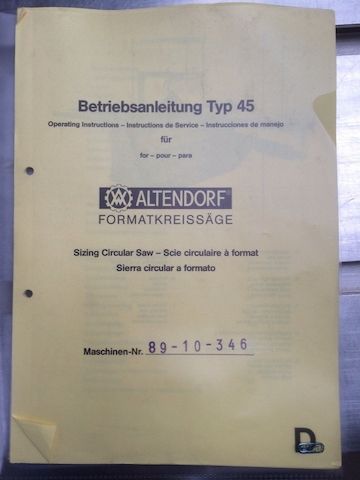 Betriebsanleitung Typ 45
Operating Instructions – Instructions de Service – Instrucciones de manejo
für
for – pour – para
ALTENDORF
FORMATKREISSÄGE
Sizing Circular Saw – Scie circulaire à format
Sierra circular a formato
Maschinen-Nr. 89-10-346
D